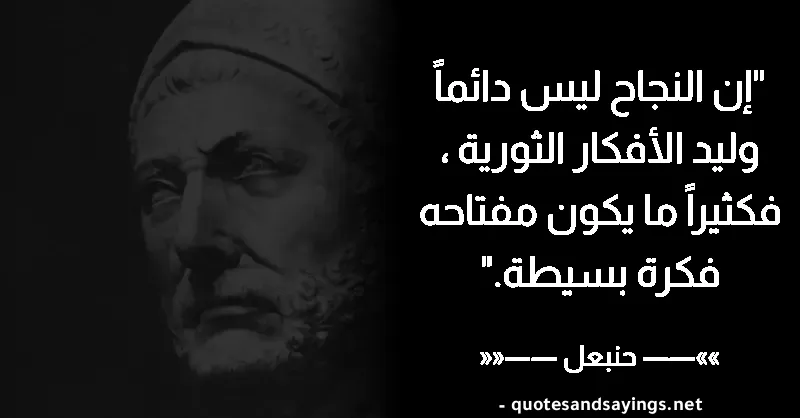 "إن النجاح ليس دائماً
وليد الأفكار الثورية ،
فكثيراً ما يكون مفتاحه
فكرة بسيطة."
»»—— حنبعل ——««
- quotesandsayings.net